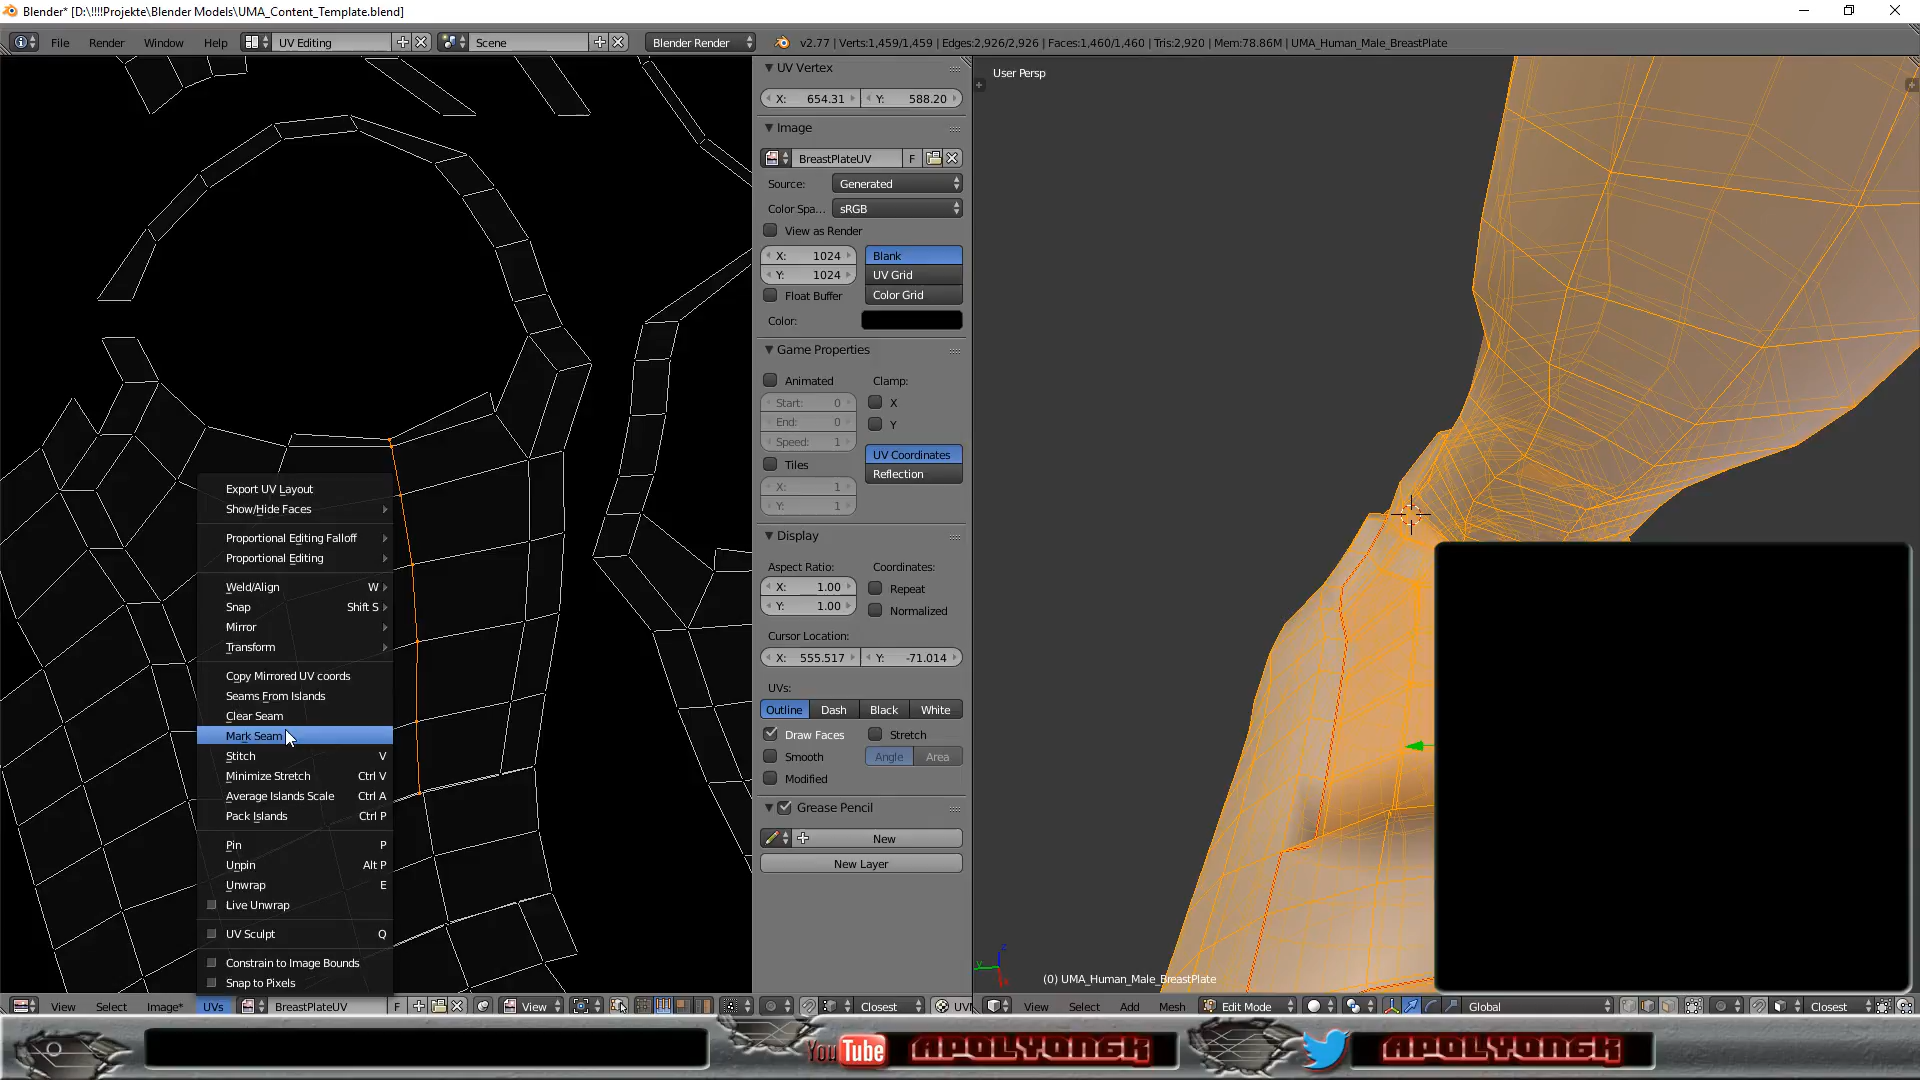 Blender* [D:\!!!!Projekte\Blender Models\UMA_Content_Template.blend]
File Render Window Help UV Editing Scene Blender Render v2.77 | Verts:1,459/1,459 | Edges:2,926/2,926 | Faces:1,460/1,460 | Tris:2,920 | Mem:78.86M | UMA_Human_Male_BreastPlate
UV Vertex
X: 654.31 Y: 588.20
Image
BreastPlateUV F
Source: Generated
Color Spa... sRGB
View as Render
X: 1024 Blank
Y: 1024 UV Grid
Float Buffer Color Grid
Color:
Game Properties
Animated Clamp:
Start: 0 X
End: 0 Y
Speed: 1
Tiles UV Coordinates
X: 1 Reflection
Y: 1
Display
Aspect Ratio: Coordinates:
X: 1.00 Repeat
Y: 1.00 Normalized
Cursor Location:
X: 555.517 Y: -71.014
UVs:
Outline Dash Black White
Draw Faces Stretch
Smooth Angle Area
Modified
Grease Pencil
New
New Layer
User Persp
(0) UMA_Human_Male_BreastPlate
Export UV Layout
Show/Hide Faces
Proportional Editing Falloff
Proportional Editing
Weld/Align W
Snap Shift S
Mirror
Transform
Copy Mirrored UV coords
Seams From Islands
Clear Seam
Mark Seam
Stitch V
Minimize Stretch Ctrl V
Average Islands Scale Ctrl A
Pack Islands Ctrl P
Pin P
Unpin Alt P
Unwrap E
Live Unwrap
UV Sculpt Q
Constrain to Image Bounds
Snap to Pixels
View Select Image* UVs BreastPlateUV F View Closest UVM View Select Add Mesh Edit Mode Global Closest
YouTube APOLYON6K APOLYON6K